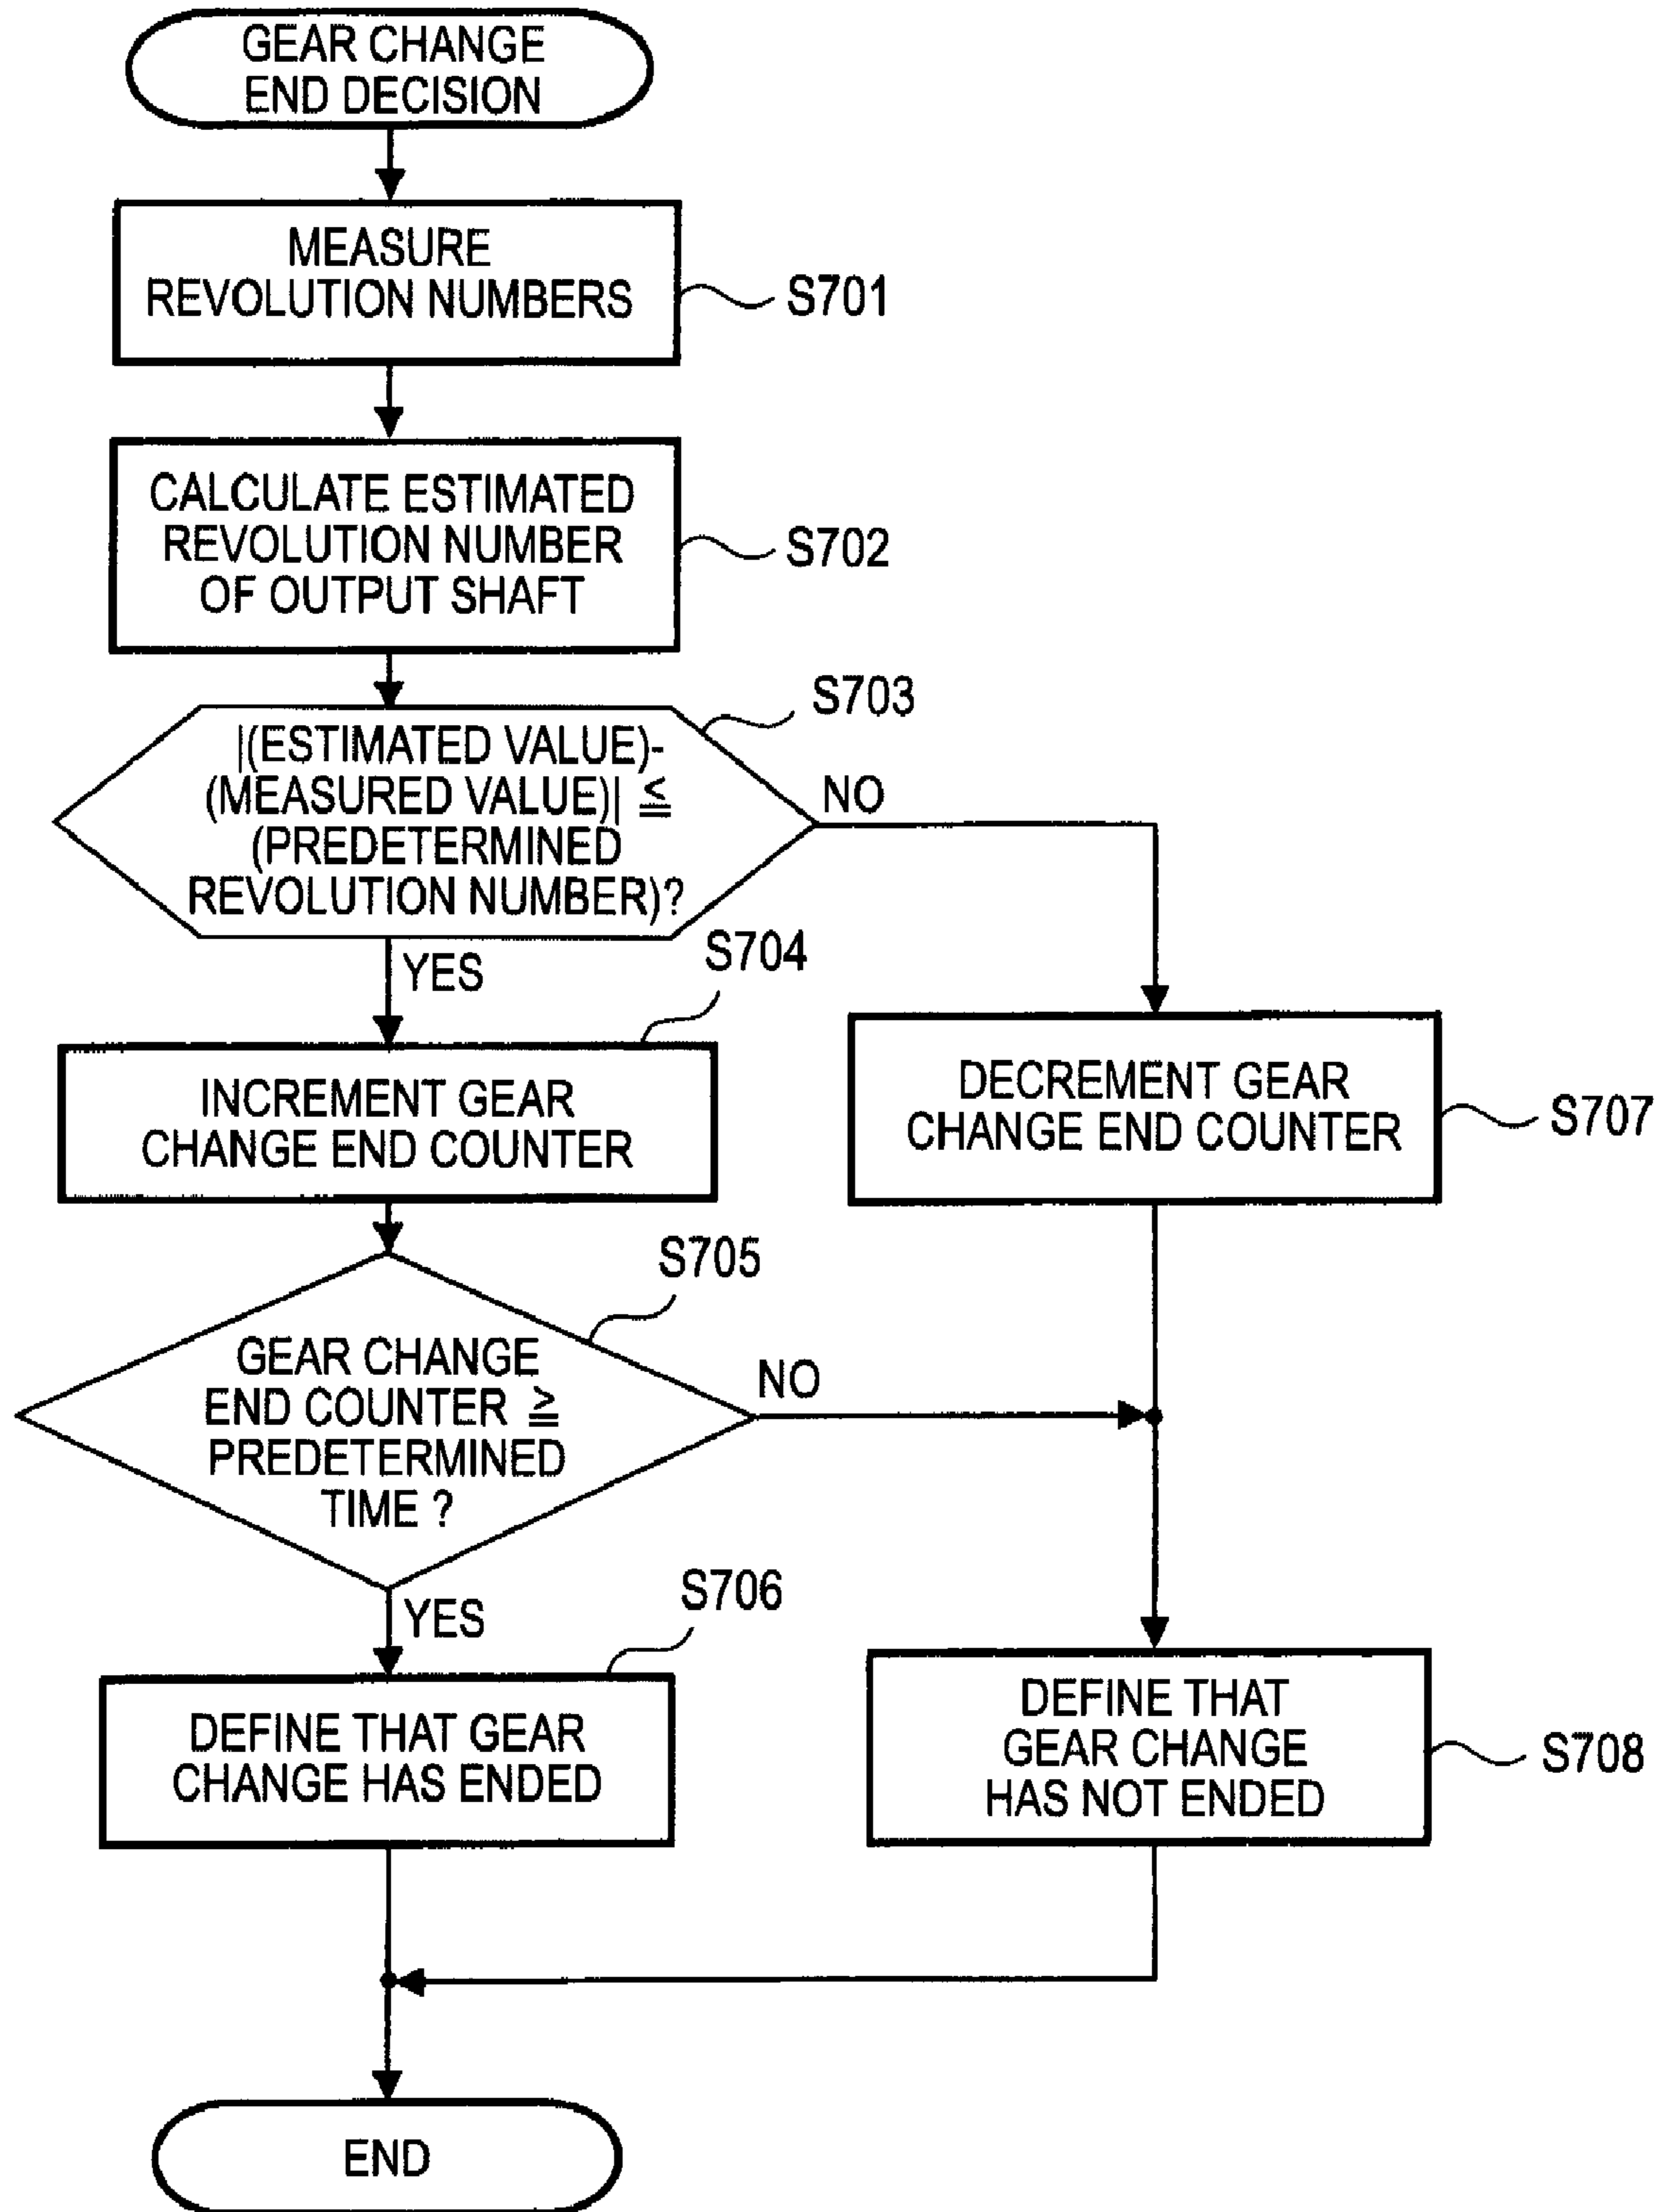 GEAR CHANGE
END DECISION
MEASURE
REVOLUTION NUMBERS
S701
CALCULATE ESTIMATED
REVOLUTION NUMBER
OF OUTPUT SHAFT
S702
S703
|(ESTIMATED VALUE)-
(MEASURED VALUE)| ≦
(PREDETERMINED
REVOLUTION NUMBER)?
NO
YES
S704
INCREMENT GEAR
CHANGE END COUNTER
DECREMENT GEAR
CHANGE END COUNTER
S707
S705
GEAR CHANGE
END COUNTER ≧
PREDETERMINED
TIME ?
NO
YES
S706
DEFINE THAT GEAR
CHANGE HAS ENDED
DEFINE THAT
GEAR CHANGE
HAS NOT ENDED
S708
END